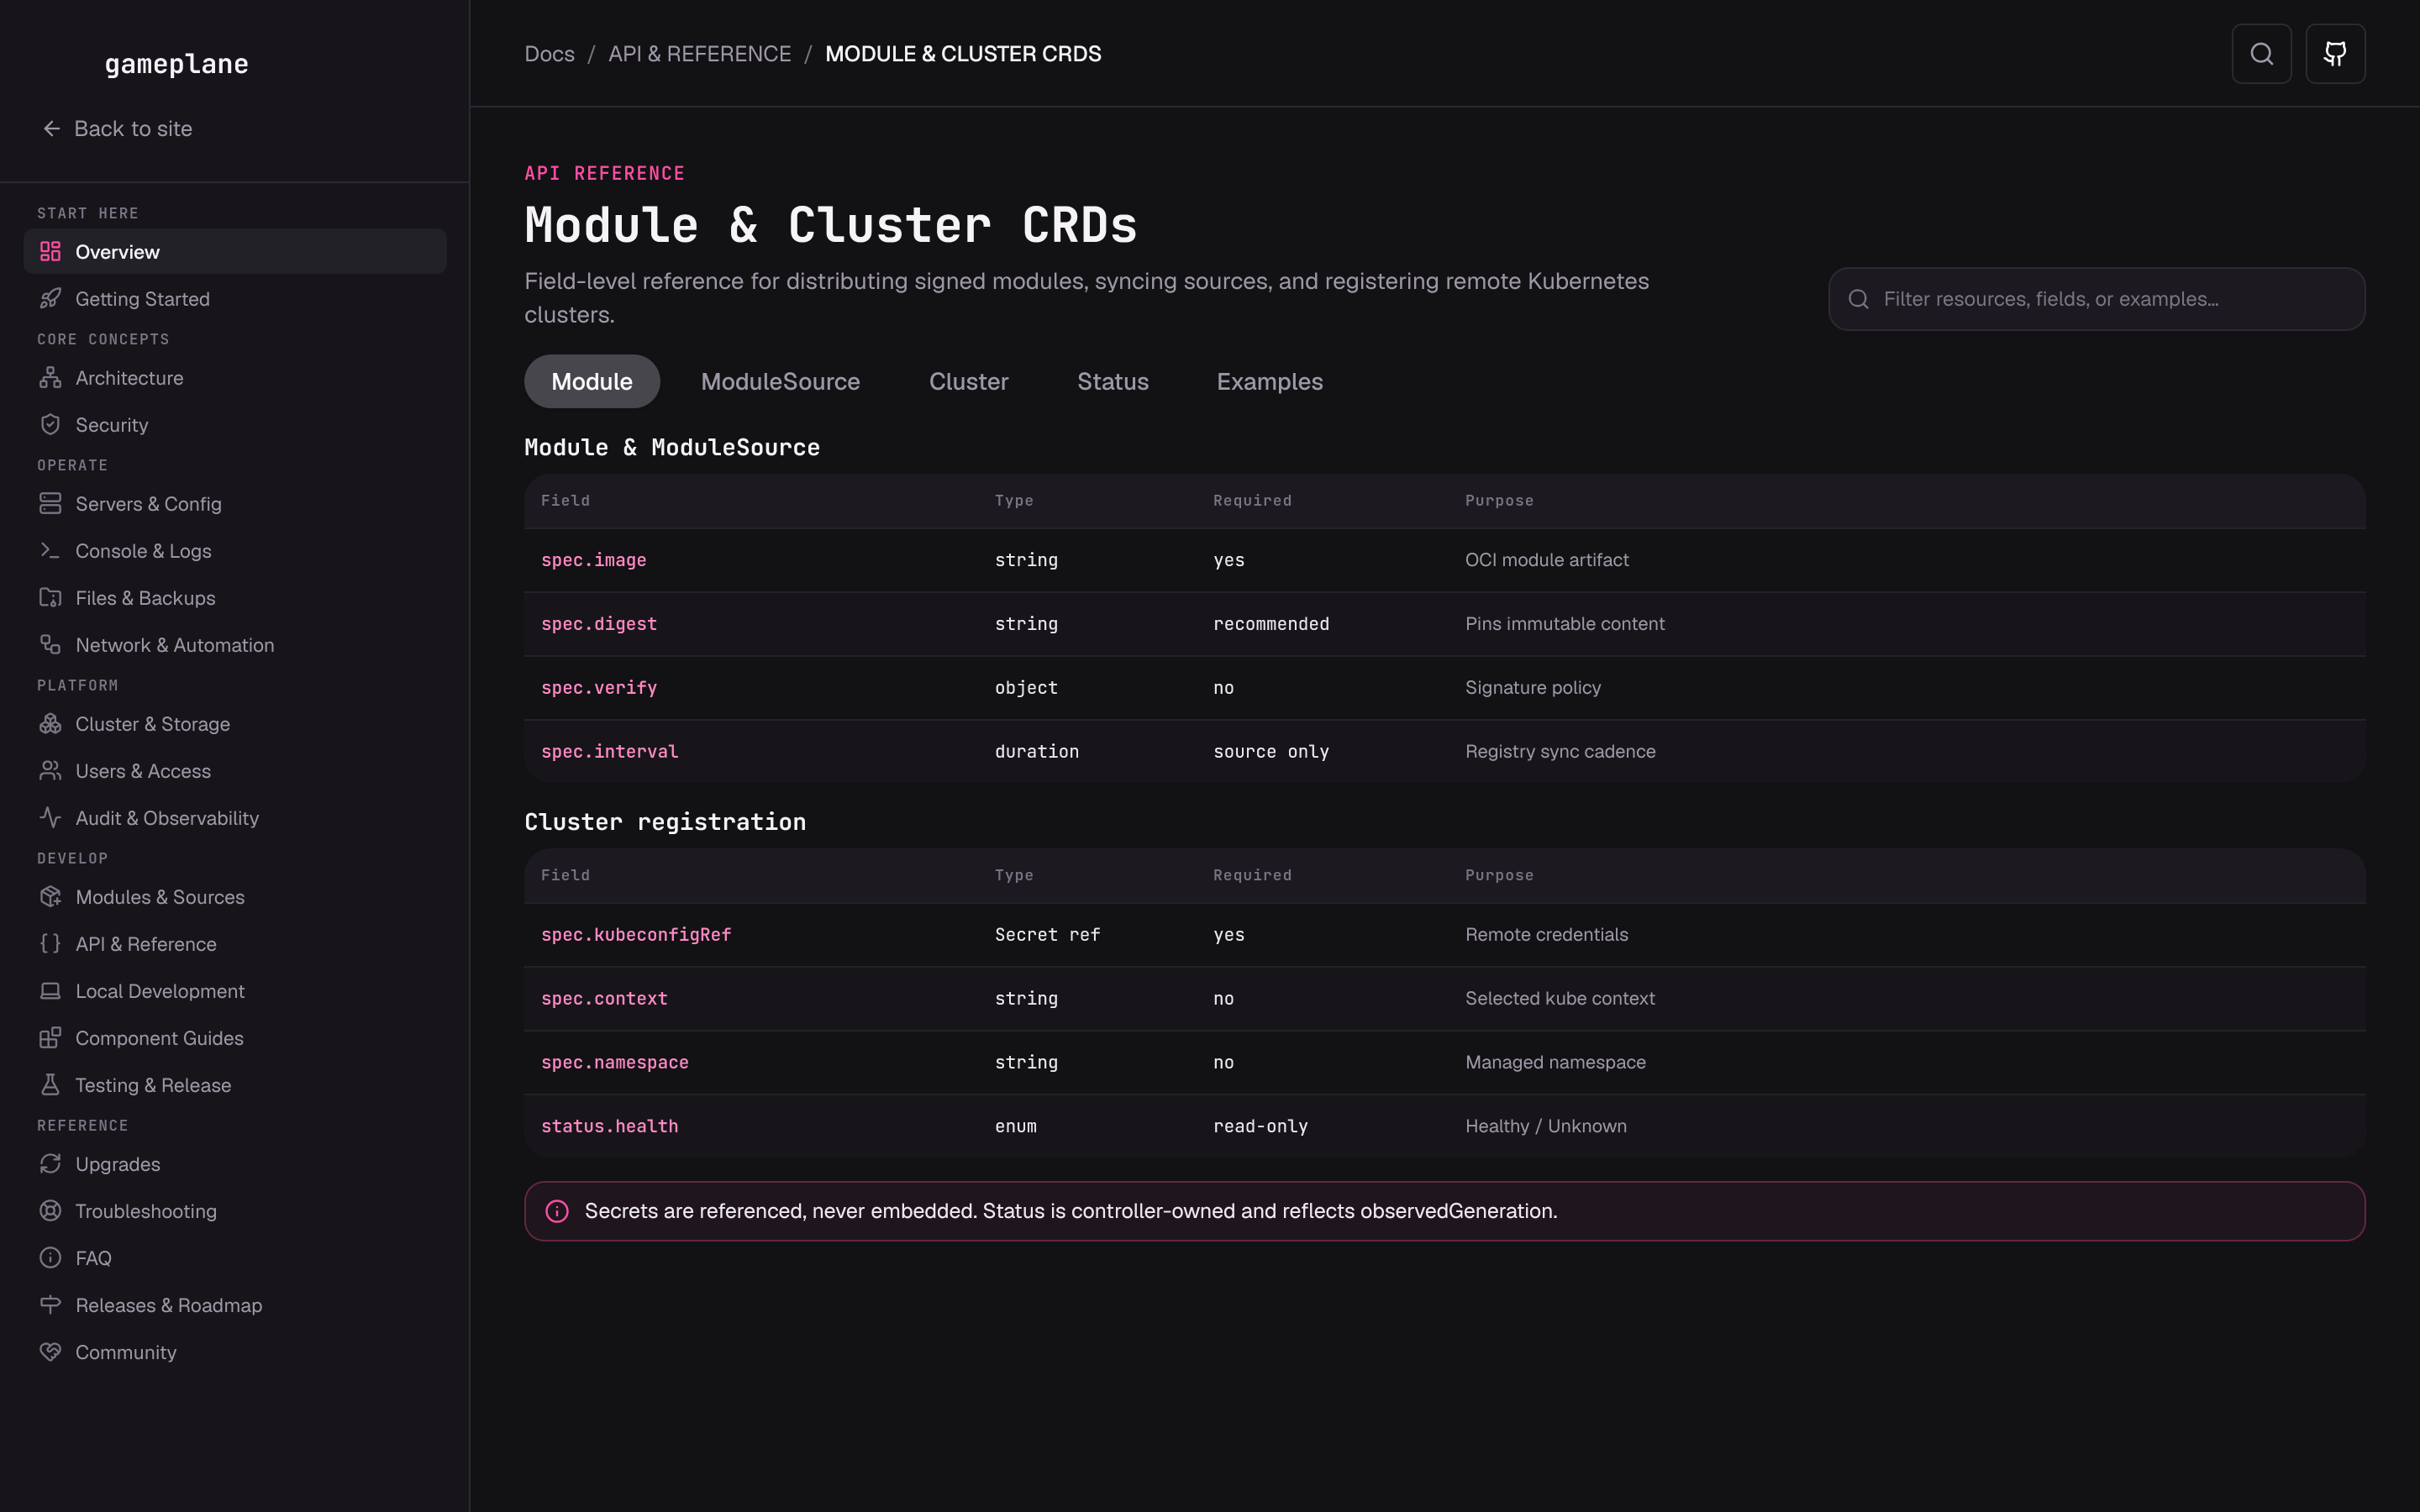 gameplane
Back to site
START HERE
Overview
Getting Started
CORE CONCEPTS
Architecture
Security
OPERATE
Servers & Config
Console & Logs
Files & Backups
Network & Automation
PLATFORM
Cluster & Storage
Users & Access
Audit & Observability
DEVELOP
Modules & Sources
API & Reference
Local Development
Component Guides
Testing & Release
REFERENCE
Upgrades
Troubleshooting
FAQ
Releases & Roadmap
Community
Docs / API & REFERENCE / MODULE & CLUSTER CRDS
API REFERENCE
Module & Cluster CRDs
Field-level reference for distributing signed modules, syncing sources, and registering remote Kubernetes
clusters.
Filter resources, fields, or examples...
Module ModuleSource Cluster Status Examples
Module & ModuleSource
Field Type Required Purpose
spec.image string yes OCI module artifact
spec.digest string recommended Pins immutable content
spec.verify object no Signature policy
spec.interval duration source only Registry sync cadence
Cluster registration
Field Type Required Purpose
spec.kubeconfigRef Secret ref yes Remote credentials
spec.context string no Selected kube context
spec.namespace string no Managed namespace
status.health enum read-only Healthy / Unknown
Secrets are referenced, never embedded. Status is controller-owned and reflects observedGeneration.